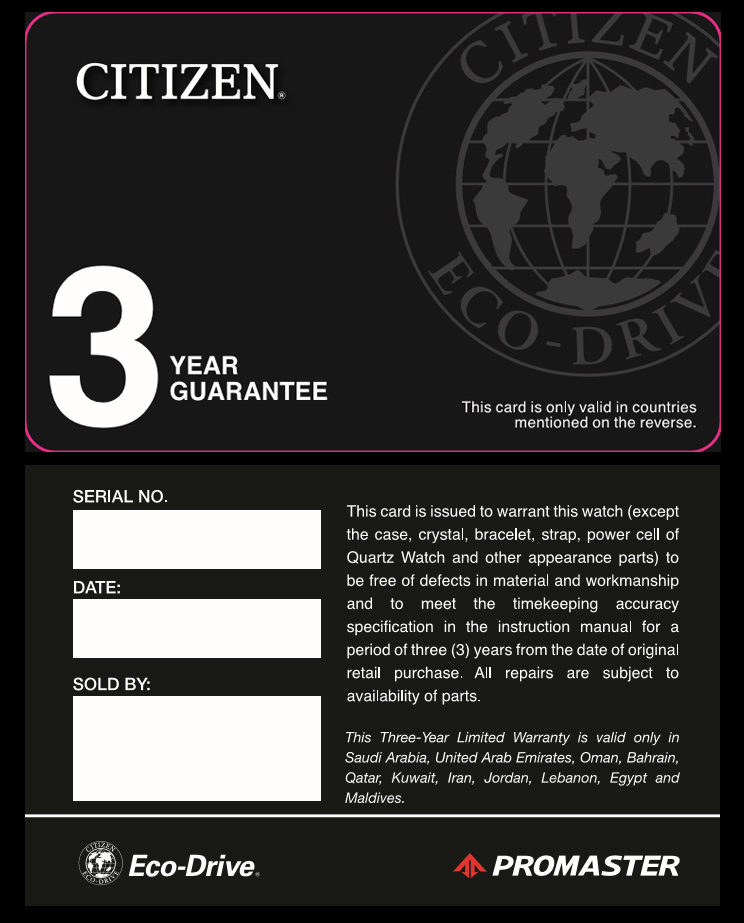 CITIZEN®
CITIZEN
ECO-DRIVE
3
YEAR
GUARANTEE
This card is only valid in countries
mentioned on the reverse.
SERIAL NO.
DATE:
SOLD BY:
This card is issued to warrant this watch (except
the case, crystal, bracelet, strap, power cell of
Quartz Watch and other appearance parts) to
be free of defects in material and workmanship
and to meet the timekeeping accuracy
specification in the instruction manual for a
period of three (3) years from the date of original
retail purchase. All repairs are subject to
availability of parts.
This Three-Year Limited Warranty is valid only in
Saudi Arabia, United Arab Emirates, Oman, Bahrain,
Qatar, Kuwait, Iran, Jordan, Lebanon, Egypt and
Maldives.
CITIZEN
ECO-DRIVE
Eco-Drive®
PROMASTER